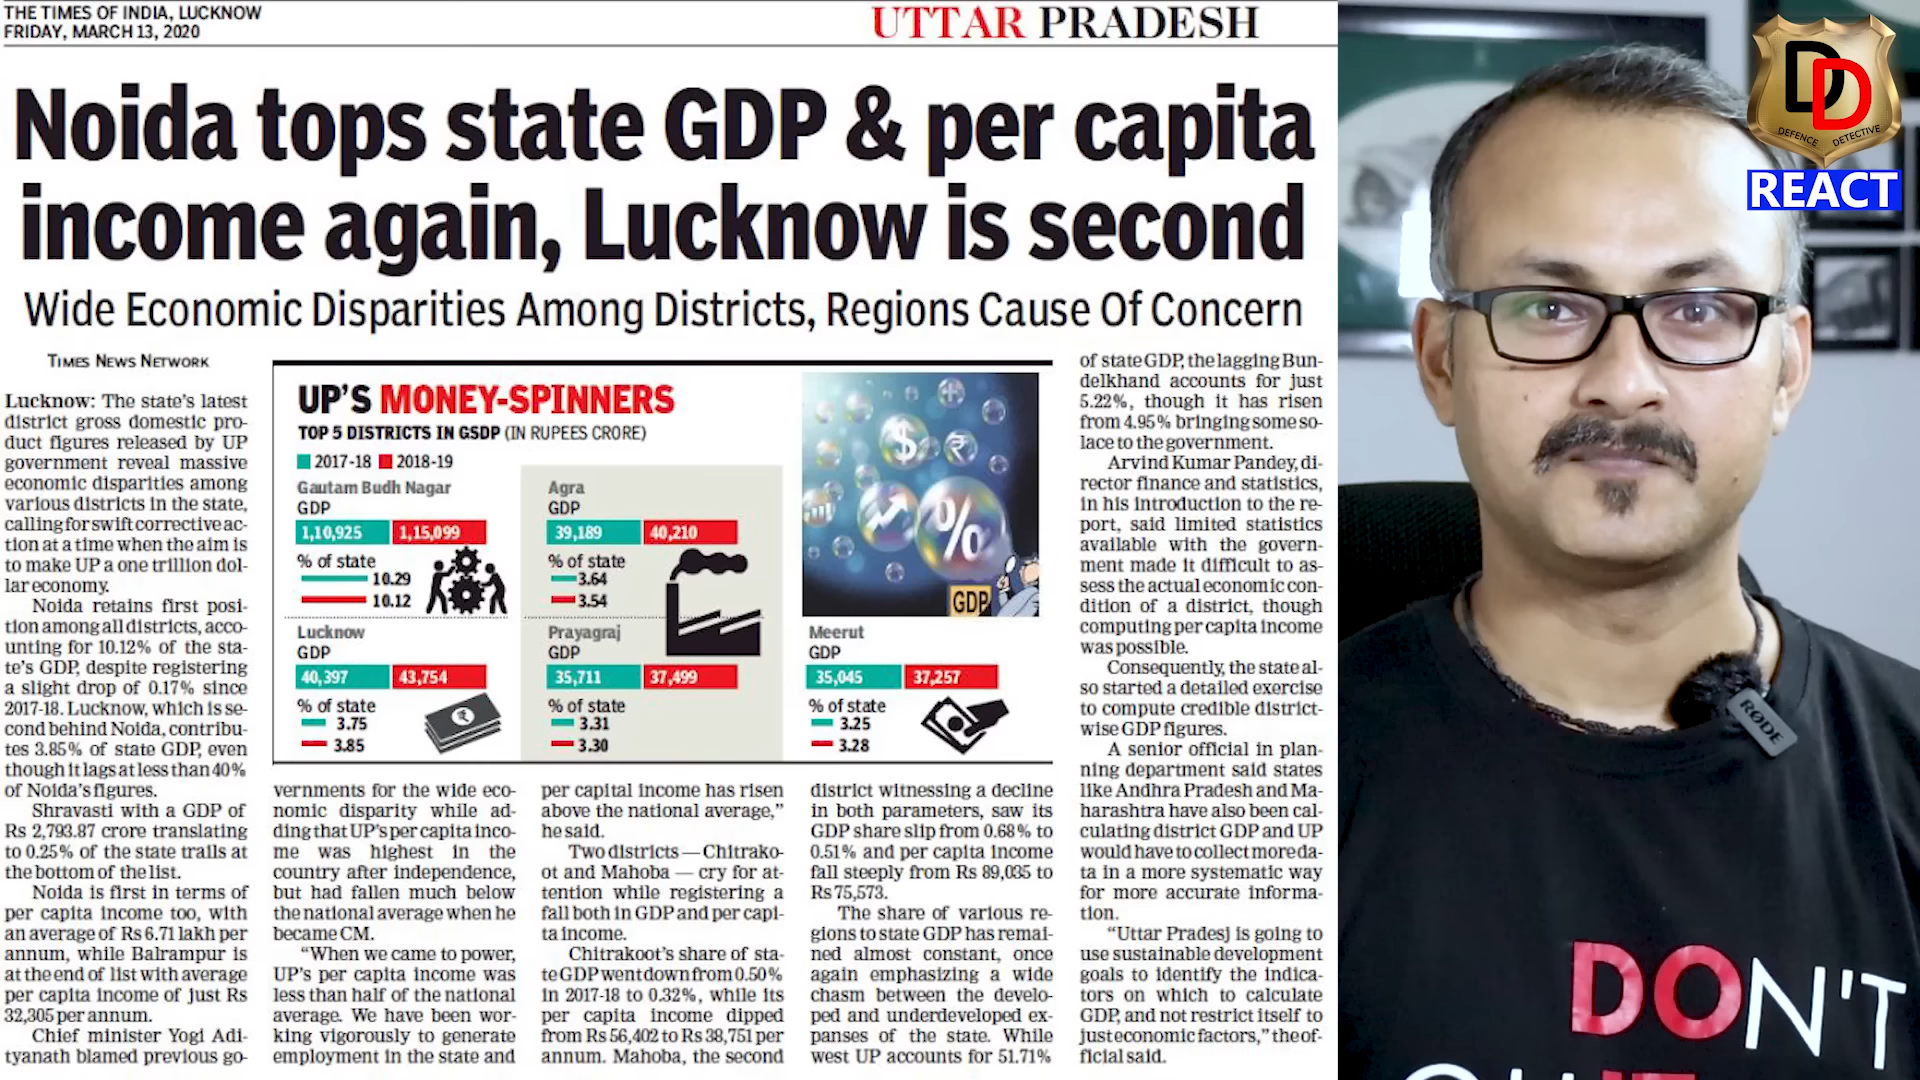 THE TIMES OF INDIA, LUCKNOW
FRIDAY, MARCH 13, 2020
UTTAR PRADESH
Noida tops state GDP & per capita
income again, Lucknow is second
Wide Economic Disparities Among Districts, Regions Cause Of Concern
TIMES NEWS NETWORK
Lucknow: The state's latest
district gross domestic pro-
duct figures released by UP
government reveal massive
economic disparities among
various districts in the state,
calling for swift corrective ac-
tion at a time when the aim is
to make UP a one trillion dol-
lar economy.
Noida retains first posi-
tion among all districts, acco-
unting for 10.12% of the sta-
te's GDP, despite registering
a slight drop of 0.17% since
2017-18. Lucknow, which is se-
cond behind Noida, contribu-
tes 3.85% of state GDP, even
though it lags at less than 40%
of Noida's figures.
Shravasti with a GDP of
Rs 2,793.87 crore translating
to 0.25% of the state trails at
the bottom of the list.
Noida is first in terms of
per capita income too, with
an average of Rs 6.71 lakh per
annum, while Balrampur is
at the end of list with average
per capita income of just Rs
32,305 per annum.
Chief minister Yogi Adi-
tyanath blamed previous go-
UP'S MONEY-SPINNERS
TOP 5 DISTRICTS IN GSDP (IN RUPEES CRORE)
2017-18 2018-19
Gautam Budh Nagar
GDP
1,10,925 1,15,099
% of state
10.29
10.12
Lucknow
GDP
40,397 43,754
% of state
3.75
3.85
Agra
GDP
39,189 40,210
% of state
3.64
3.54
Prayagraj
GDP
35,711 37,499
% of state
3.31
3.30
$ ₹
%
GDP
Meerut
GDP
35,045 37,257
% of state
3.25
3.28
vernments for the wide eco-
nomic disparity while ad-
ding that UP's per capita inco-
me was highest in the
country after independence,
but had fallen much below
the national average when he
became CM.
"When we came to power,
UP's per capita income was
less than half of the national
average. We have been wor-
king vigorously to generate
employment in the state and
per capital income has risen
above the national average,"
he said.
Two districts — Chitrako-
ot and Mahoba — cry for at-
tention while registering a
fall both in GDP and per capi-
ta income.
Chitrakoot's share of sta-
te GDP went down from 0.50%
in 2017-18 to 0.32%, while its
per capita income dipped
from Rs 56,402 to Rs 38,751 per
annum. Mahoba, the second
district witnessing a decline
in both parameters, saw its
GDP share slip from 0.68% to
0.51% and per capita income
fall steeply from Rs 89,035 to
Rs 75,573.
The share of various re-
gions to state GDP has remai-
ned almost constant, once
again emphasizing a wide
chasm between the develo-
ped and underdeveloped ex-
panses of the state. While
west UP accounts for 51.71%
of state GDP, the lagging Bun-
delkhand accounts for just
5.22%, though it has risen
from 4.95% bringing some so-
lace to the government.
Arvind Kumar Pandey, di-
rector finance and statistics,
in his introduction to the re-
port, said limited statistics
available with the govern-
ment made it difficult to as-
sess the actual economic con-
dition of a district, though
computing per capita income
was possible.
Consequently, the state al-
so started a detailed exercise
to compute credible district-
wise GDP figures.
A senior official in plan-
ning department said states
like Andhra Pradesh and Ma-
harashtra have also been cal-
culating district GDP and UP
would have to collect more da-
ta in a more systematic way
for more accurate informa-
tion.
"Uttar Pradesj is going to
use sustainable development
goals to identify the indica-
tors on which to calculate
GDP, and not restrict itself to
just economic factors," the of-
ficial said.
DD
DEFENCE DETECTIVE
REACT
RØDE
DON'T